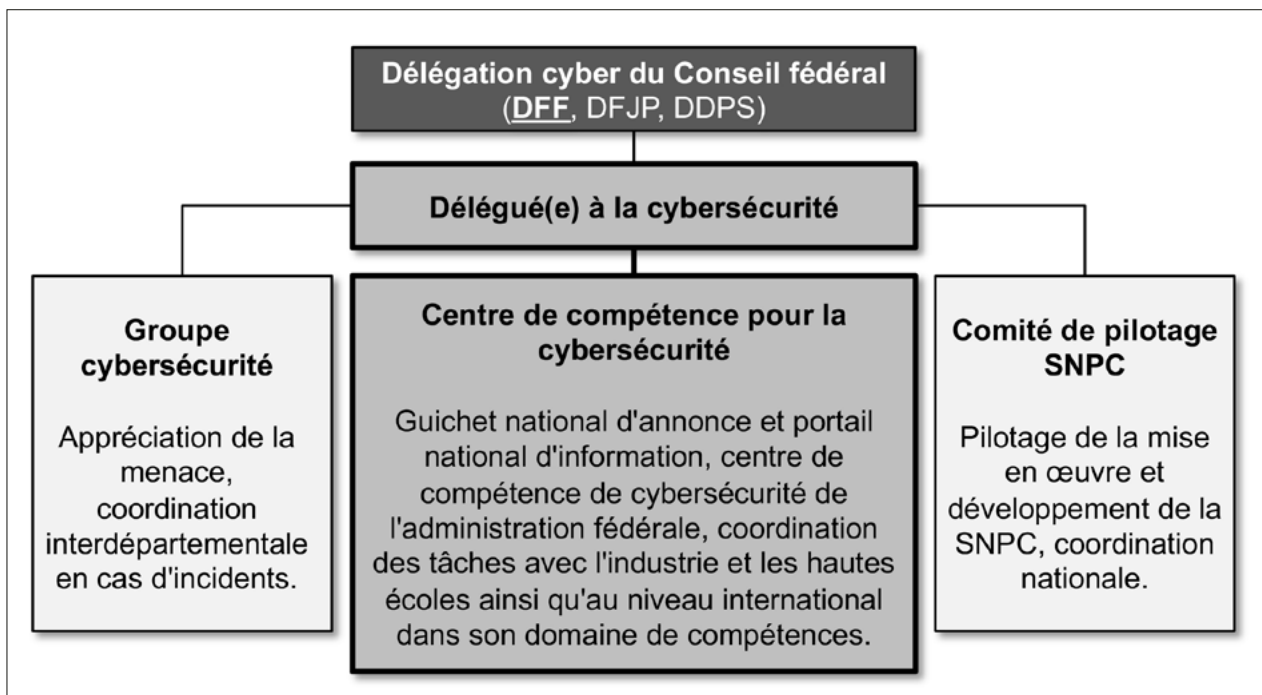 Délégation cyber du Conseil fédéral
(DFF, DFJP, DDPS)
Délégué(e) à la cybersécurité
Groupe
cybersécurité
Appréciation de la
menace,
coordination
interdépartementale
en cas d'incidents.
Centre de compétence pour la
cybersécurité
Guichet national d'annonce et portail
national d'information, centre de
compétence de cybersécurité de
l'administration fédérale, coordination
des tâches avec l'industrie et les hautes
écoles ainsi qu'au niveau international
dans son domaine de compétences.
Comité de pilotage
SNPC
Pilotage de la mise
en œuvre et
développement de la
SNPC, coordination
nationale.